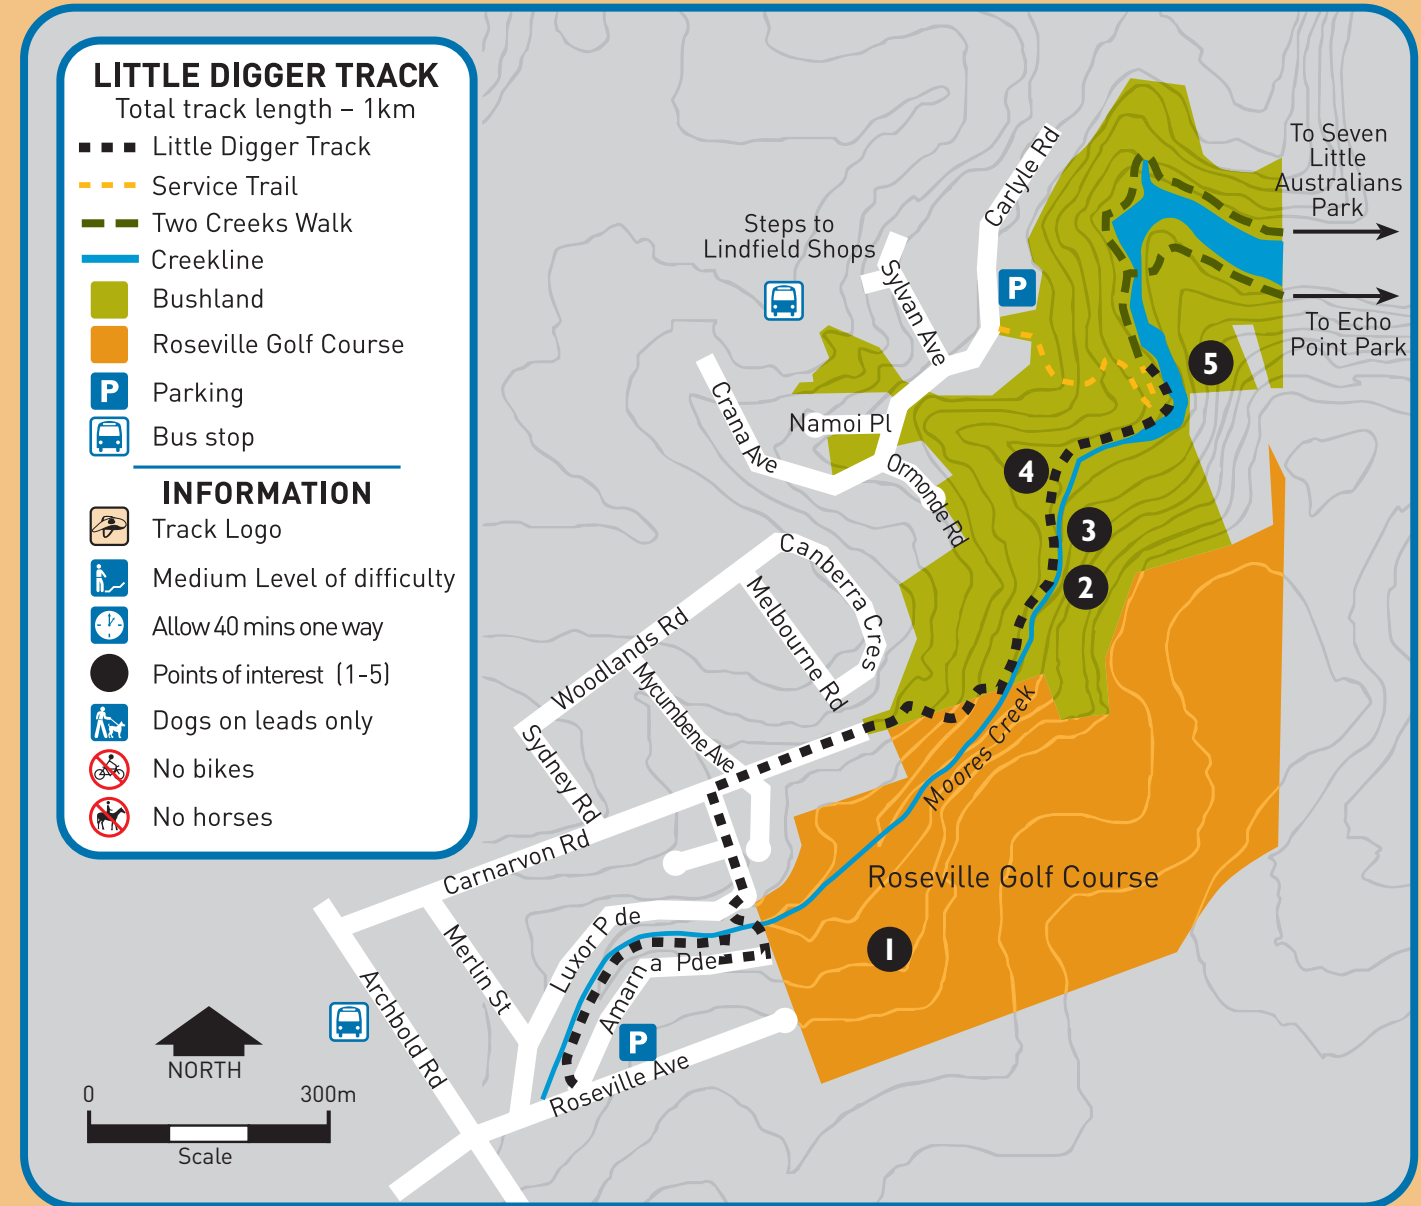 LITTLE DIGGER TRACK
Total track length – 1km
Little Digger Track
Service Trail
Two Creeks Walk
Creekline
Bushland
Roseville Golf Course
P Parking
Bus stop
INFORMATION
Track Logo
Medium Level of difficulty
Allow 40 mins one way
Points of interest (1-5)
Dogs on leads only
No bikes
No horses
To Seven
Little
Australians
Park
To Echo
Point Park
Steps to
Lindfield Shops
Carlyle Rd
P
Sylvan Ave
5
Crana Ave
Namoi Pl
Ormonde Rd
4
3
2
Canberra Cres
Melbourne Rd
Woodlands Rd
Mycumbene Ave
Sydney Rd
Carnarvon Rd
Moores Creek
Roseville Golf Course
1
Luxor P de
Merlin St
Amarn a Pde
Archbold Rd
P
Roseville Ave
NORTH
0 300m
Scale